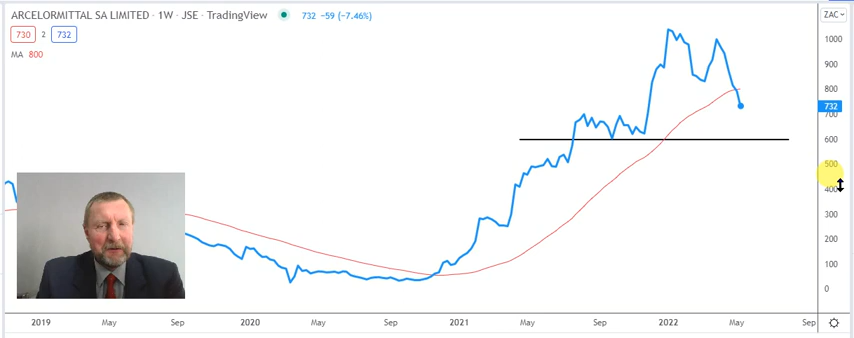 ARCELORMITTAL SA LIMITED · 1W · JSE · TradingView 732 −59 (−7.46%)
730 2 732
MA 800
ZAC
1000
900
800
732
700
600
500
400
300
200
100
0
2019 May Sep 2020 May Sep 2021 May Sep 2022 May Sep